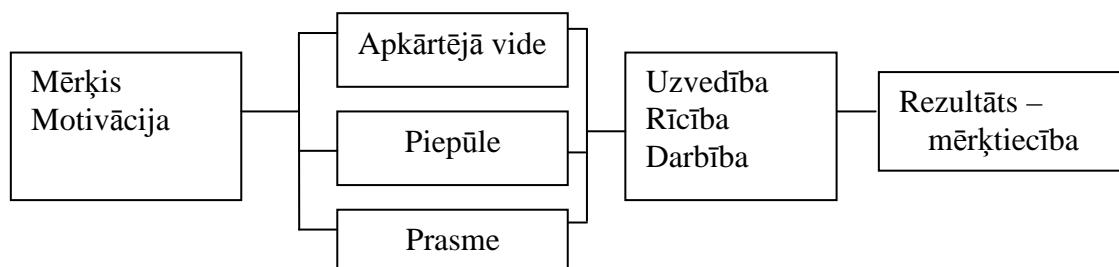 Mērķis
Motivācija
Apkārtējā vide
Piepūle
Prasme
Uzvedība
Rīcība
Darbība
Rezultāts –
mērķtiecība